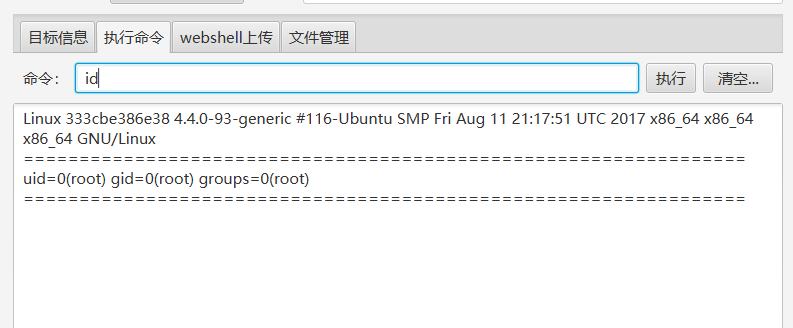 目标信息 执行命令 webshell上传 文件管理
命令： id 执行 清空...
Linux 333cbe386e38 4.4.0-93-generic #116-Ubuntu SMP Fri Aug 11 21:17:51 UTC 2017 x86_64 x86_64
x86_64 GNU/Linux
=================================================================
uid=0(root) gid=0(root) groups=0(root)
=================================================================